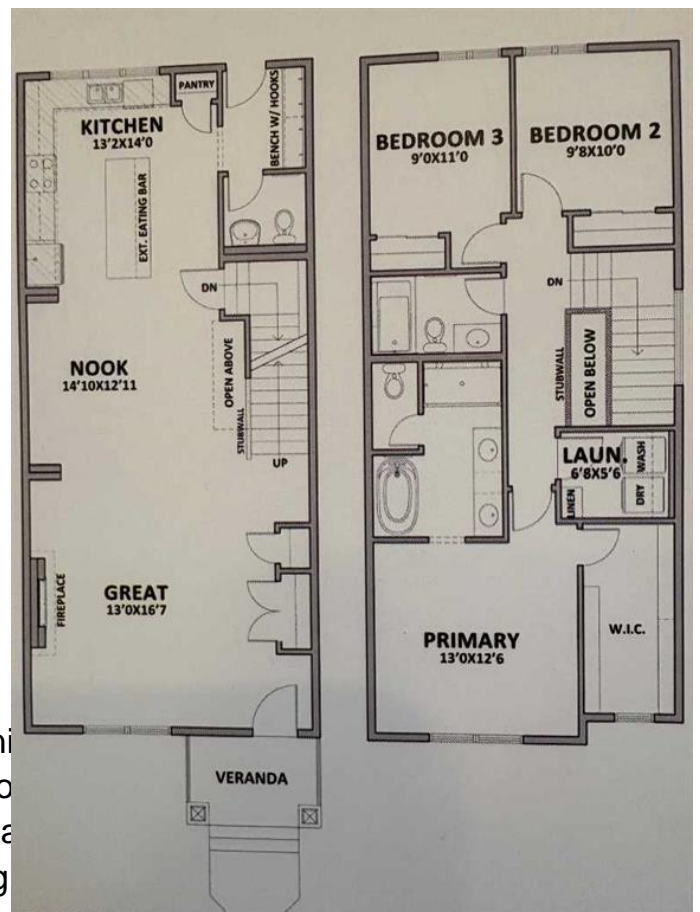 PANTRY
KITCHEN
13'2X14'0
BENCH W/ HOOKS
EXT. EATING BAR
DN
NOOK
14'10X12'11
OPEN ABOVE
STUBWALL
UP
FIREPLACE
GREAT
13'0X16'7
VERANDA
BEDROOM 3
9'0X11'0
BEDROOM 2
9'8X10'0
DN
STUBWALL
OPEN BELOW
LAUN.
6'8X5'6
WASH
DRY
LINEN
PRIMARY
13'0X12'6
W.I.C.